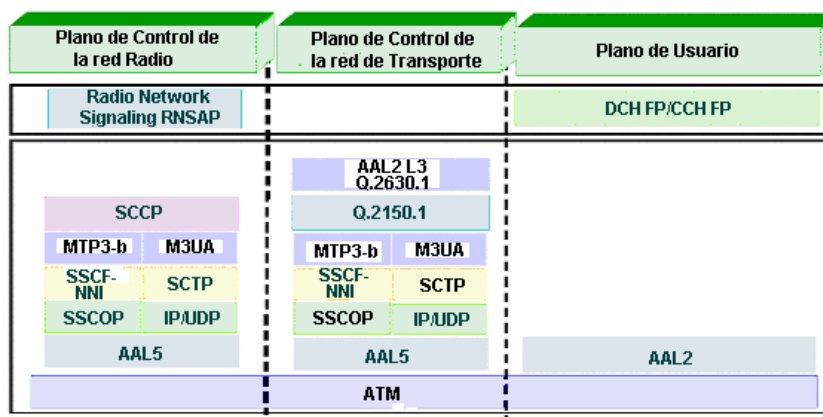 Plano de Control de
la red Radio
Plano de Control de
la red de Transporte
Plano de Usuario
Radio Network
Signaling RNSAP
DCH FP/CCH FP
AAL2 L3
Q.2630.1
SCCP
Q.2150.1
MTP3-b
M3UA
MTP3-b
M3UA
SSCF-
NNI
SCTP
SSCF-
NNI
SCTP
SSCOP
IP/UDP
SSCOP
IP/UDP
AAL5
AAL5
AAL2
ATM